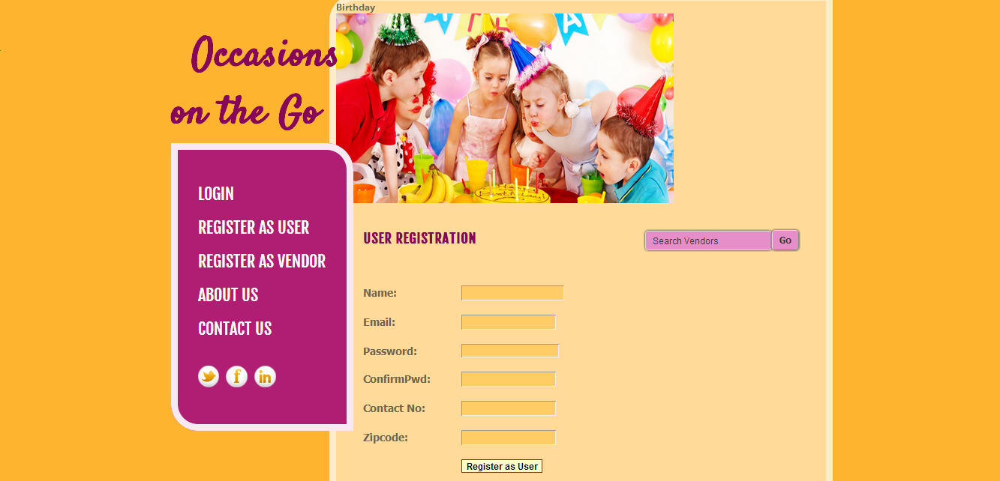 Birthday
Occasions
on the Go
LOGIN
REGISTER AS USER
REGISTER AS VENDOR
ABOUT US
CONTACT US
f
in
USER REGISTRATION
Search Vendors Go
Name:
Email:
Password:
ConfirmPwd:
Contact No:
Zipcode:
Register as User